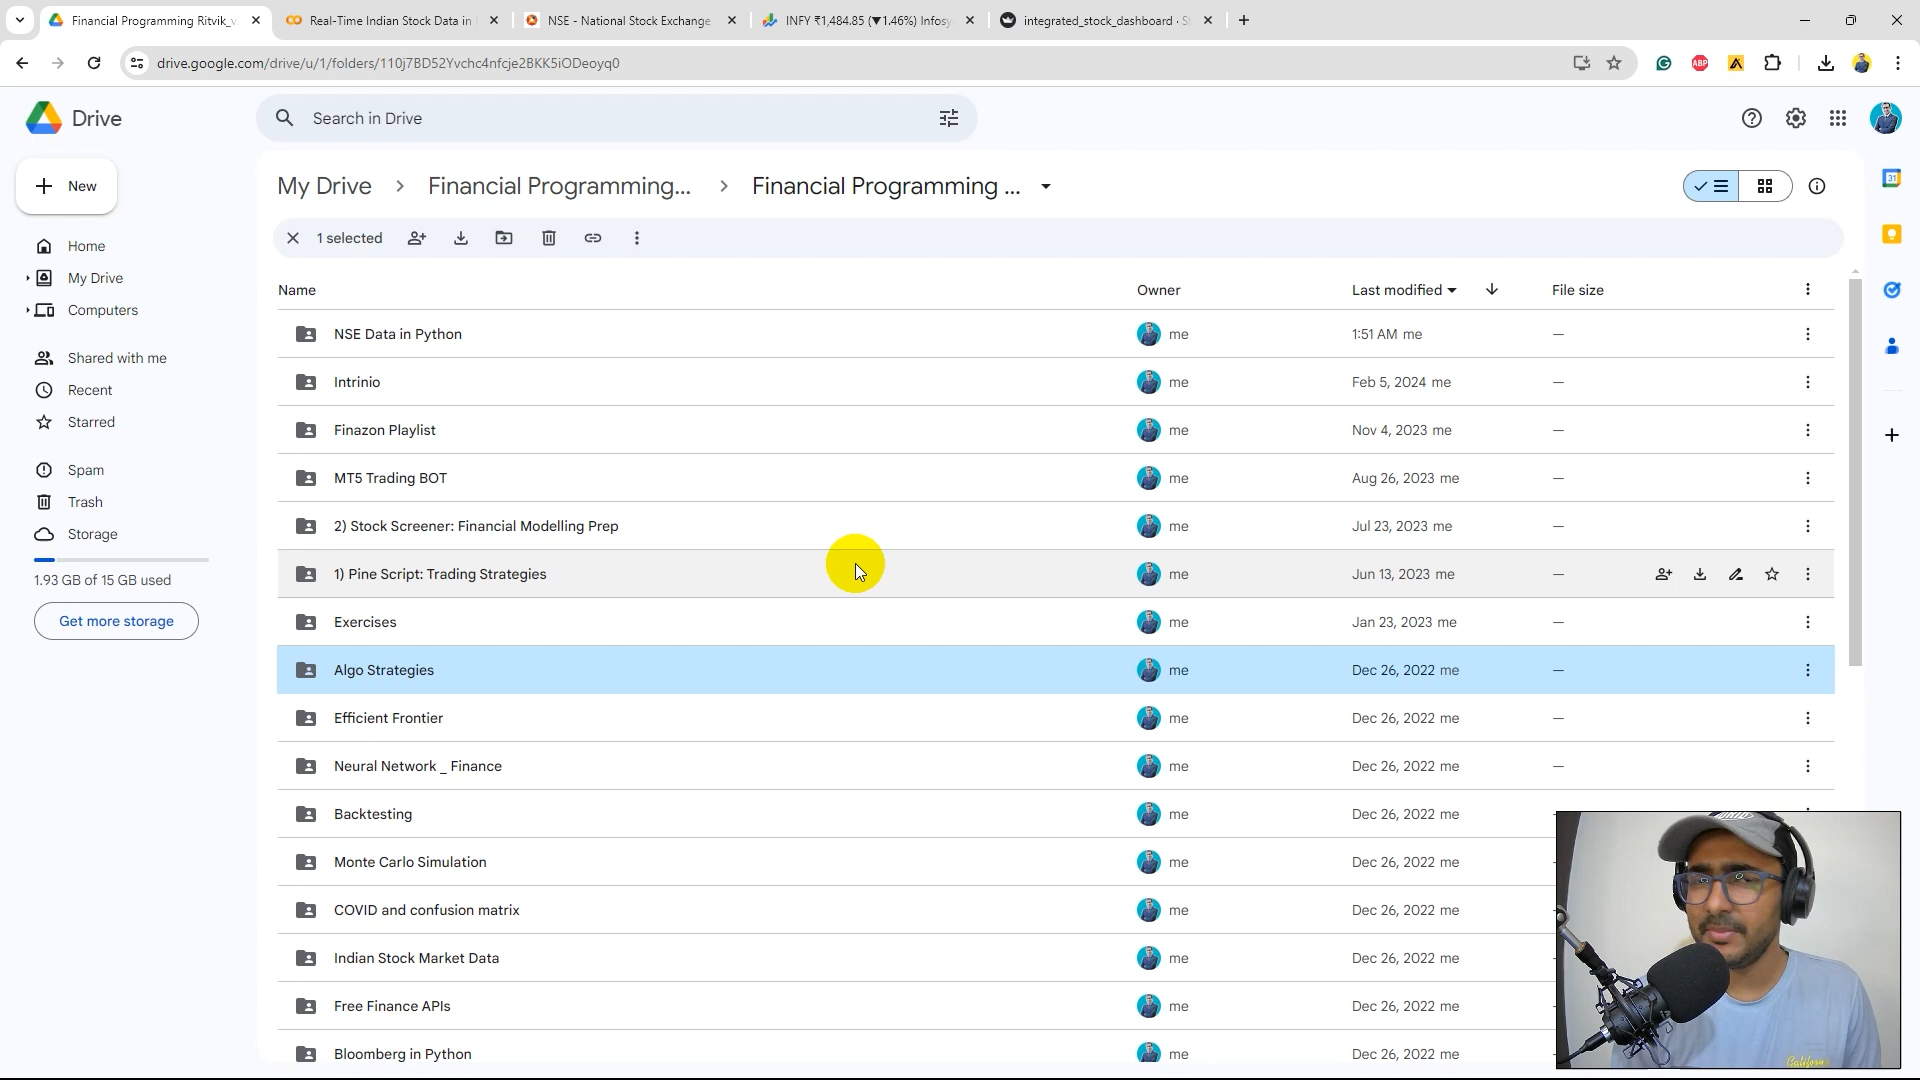 Financial Programming Ritvik_v
Real-Time Indian Stock Data in
NSE - National Stock Exchange
INFY ₹1,484.85 (▼1.46%) Infosy
integrated_stock_dashboard · St
drive.google.com/drive/u/1/folders/110j7BD52Yvchc4nfcje2BKK5iODeoyq0
ABP
Drive
Search in Drive
New
My Drive > Financial Programming... > Financial Programming ...
31
1 selected
Home
My Drive
Computers
Shared with me
Recent
Starred
Spam
Trash
Storage
1.93 GB of 15 GB used
Get more storage
Name Owner Last modified File size
NSE Data in Python me 1:51 AM me —
Intrinio me Feb 5, 2024 me —
Finazon Playlist me Nov 4, 2023 me —
MT5 Trading BOT me Aug 26, 2023 me —
2) Stock Screener: Financial Modelling Prep me Jul 23, 2023 me —
1) Pine Script: Trading Strategies me Jun 13, 2023 me —
Exercises me Jan 23, 2023 me —
Algo Strategies me Dec 26, 2022 me —
Efficient Frontier me Dec 26, 2022 me —
Neural Network _ Finance me Dec 26, 2022 me —
Backtesting me Dec 26, 2022 me
Monte Carlo Simulation me Dec 26, 2022 me
COVID and confusion matrix me Dec 26, 2022 me
Indian Stock Market Data me Dec 26, 2022 me
Free Finance APIs me Dec 26, 2022 me
Bloomberg in Python me Dec 26, 2022 me